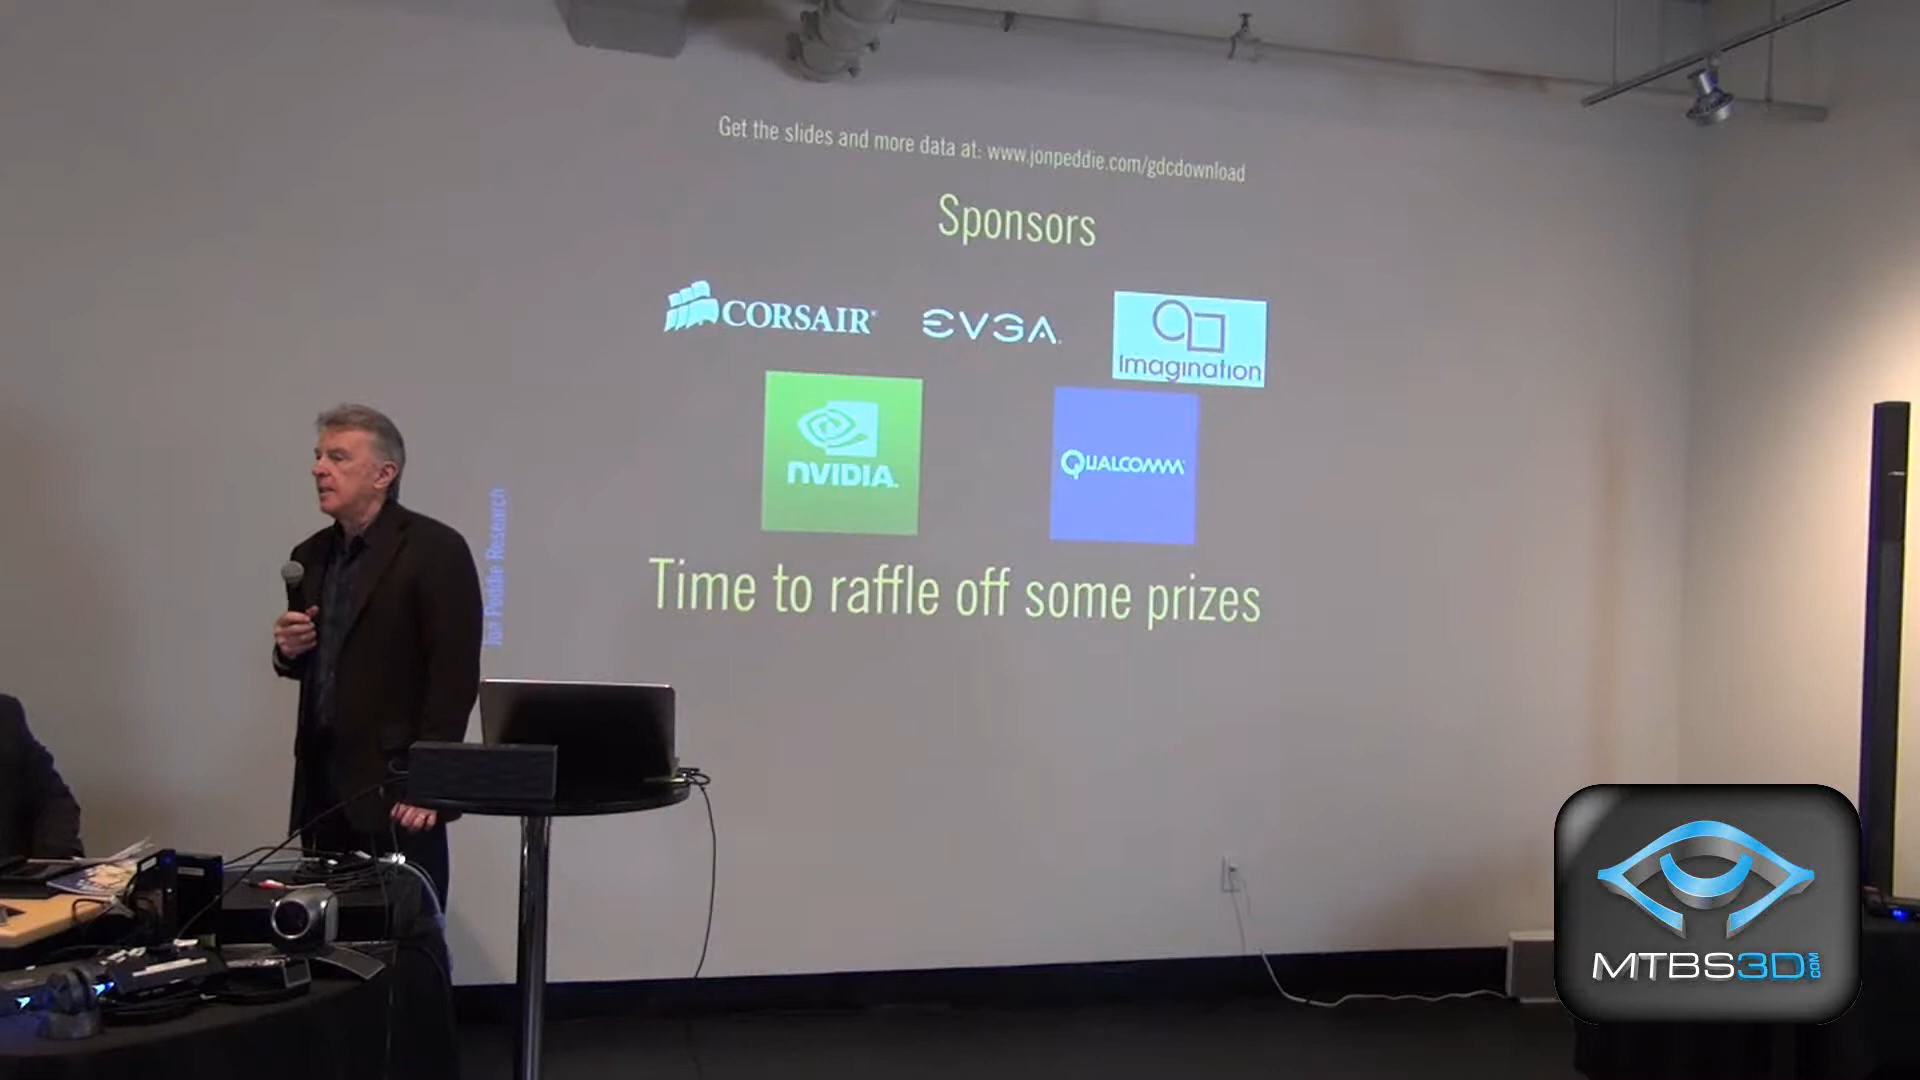 Get the slides and more data at: www.jonpeddie.com/gdcdownload
Sponsors
CORSAIR
EVGA
Imagination
NVIDIA
QUALCOMM
Time to raffle off some prizes
Jon Peddie Research
MTBS3D.COM